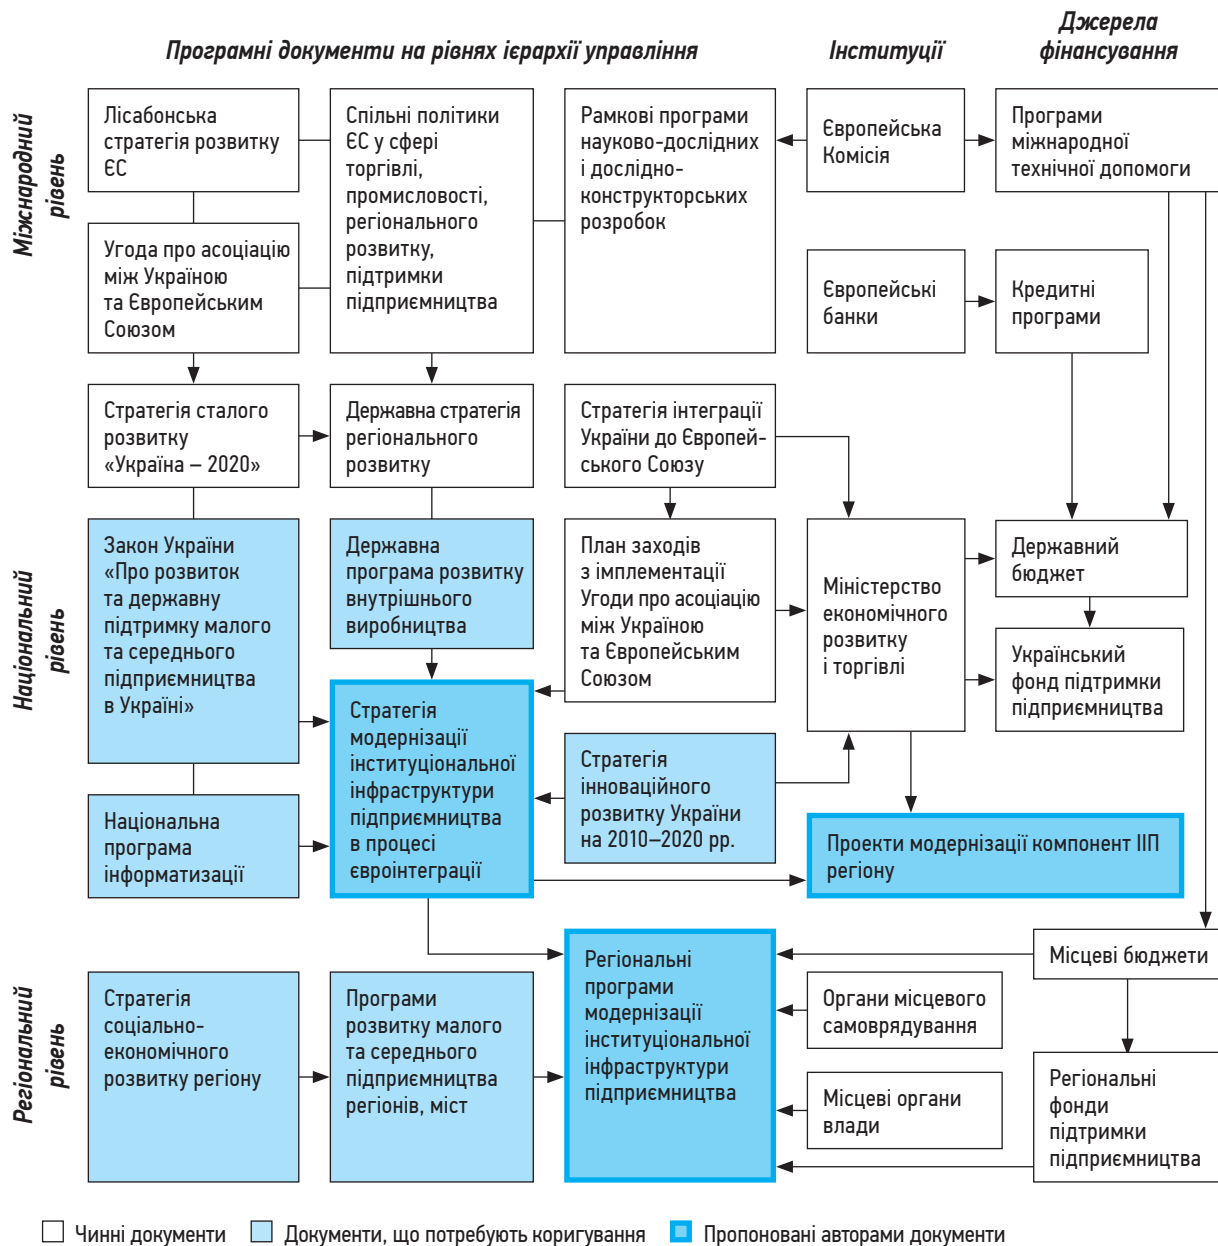 Програмні документи на рівнях ієрархії управління
Інституції
Джерела
фінансування
Міжнародний
рівень
Лісабонська
стратегія розвитку
ЄС
Спільні політики
ЄС у сфері
торгівлі,
промисловості,
регіонального
розвитку,
підтримки
підприємництва
Рамкові програми
науково-дослідних
і дослідно-
конструкторських
розробок
Європейська
Комісія
Програми
міжнародної
технічної допомоги
Угода про асоціацію
між Україною
та Європейським
Союзом
Європейські
банки
Кредитні
програми
Національний
рівень
Стратегія сталого
розвитку
«Україна – 2020»
Державна стратегія
регіонального
розвитку
Стратегія інтеграції
України до Європей-
ського Союзу
Закон України
«Про розвиток
та державну
підтримку малого
та середнього
підприємництва
в Україні»
Державна
програма розвитку
внутрішнього
виробництва
План заходів
з імплементації
Угоди про асоціацію
між Україною
та Європейським
Союзом
Міністерство
економічного
розвитку
і торгівлі
Державний
бюджет
Український
фонд підтримки
підприємництва
Стратегія
модернізації
інституціональної
інфраструктури
підприємництва
в процесі
євроінтеграції
Стратегія
інноваційного
розвитку України
на 2010–2020 рр.
Національна
програма
інформатизації
Проекти модернізації компонент ІІП
регіону
Регіональний
рівень
Стратегія
соціально-
економічного
розвитку регіону
Програми
розвитку малого
та середнього
підприємництва
регіонів, міст
Регіональні
програми
модернізації
інституціональної
інфраструктури
підприємництва
Місцеві бюджети
Органи місцевого
самоврядування
Місцеві органи
влади
Регіональні
фонди
підтримки
підприємництва
Чинні документи
Документи, що потребують коригування
Пропоновані авторами документи